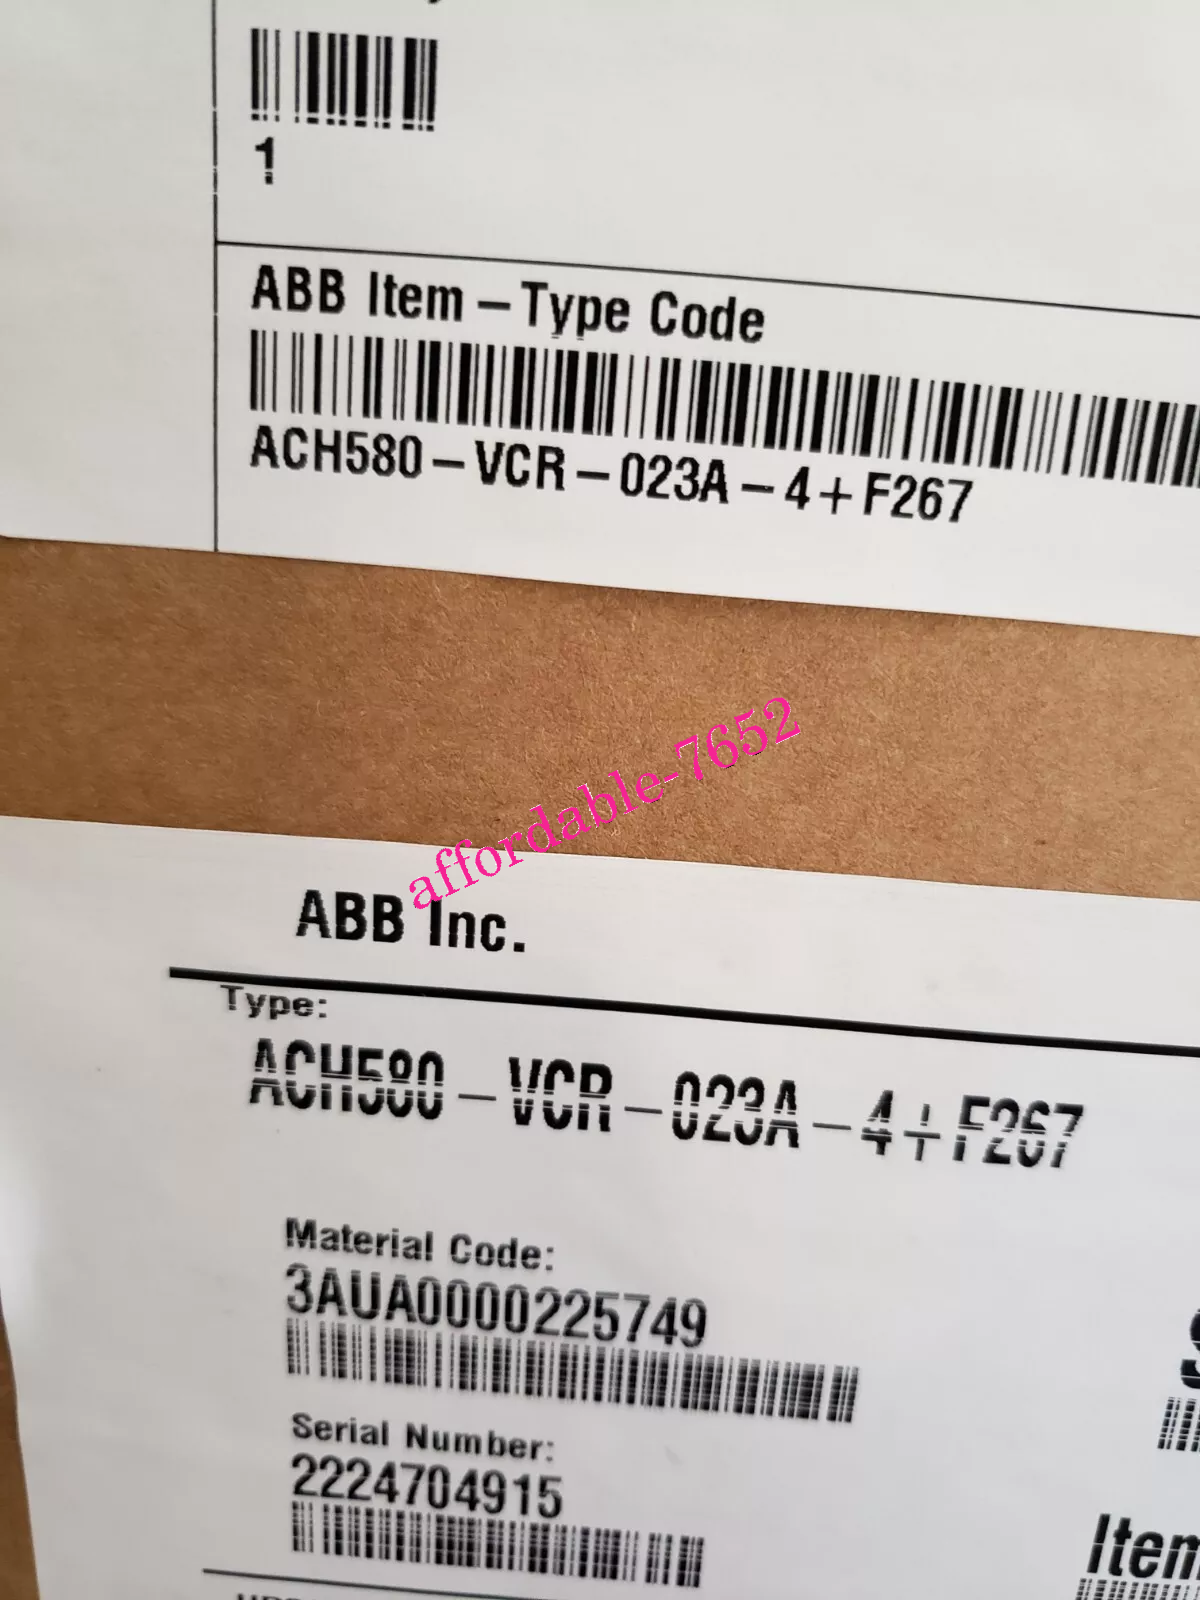 1
ABB Item – Type Code
ACH580 – VCR – 023A – 4 + F267
affordable-7652
ABB Inc.
Type:
ACH580 – VCR – 023A – 4 + F267
Material Code:
3AUA0000225749
Serial Number:
2224704915
Item